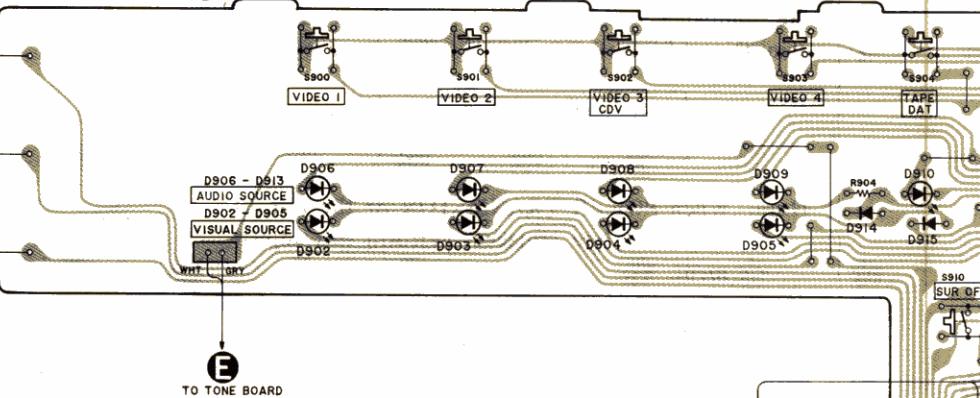 S900
S901
S902
S903
S904
VIDEO 1
VIDEO 2
VIDEO 3
CDV
VIDEO 4
TAPE
DAT
D906 - D913
AUDIO SOURCE
D902 - D905
VISUAL SOURCE
D906
D907
D908
D909
R904
D910
D902
D903
D904
D905
D914
D915
WHT
GRY
S910
SUR OF
E
TO TONE BOARD